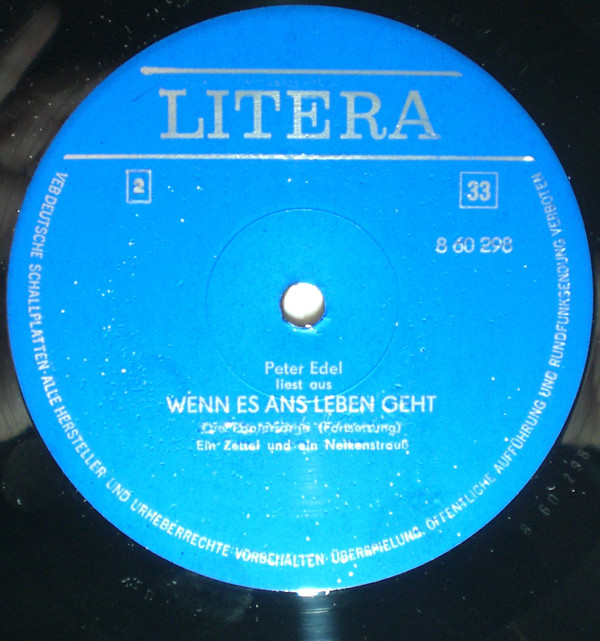 LITERA
2
33
8 60 298
Peter Edel
liest aus
WENN ES ANS LEBEN GEHT
(Fortsetzung)
Ein Zettel und ein Nelkenstrauß
VEB DEUTSCHE SCHALLPLATTEN · ALLE HERSTELLER- UND URHEBERRECHTE VORBEHALTEN · ÜBERSPIELUNG, ÖFFENTLICHE AUFFÜHRUNG UND RUNDFUNKSENDUNG VERBOTEN
8 60 298